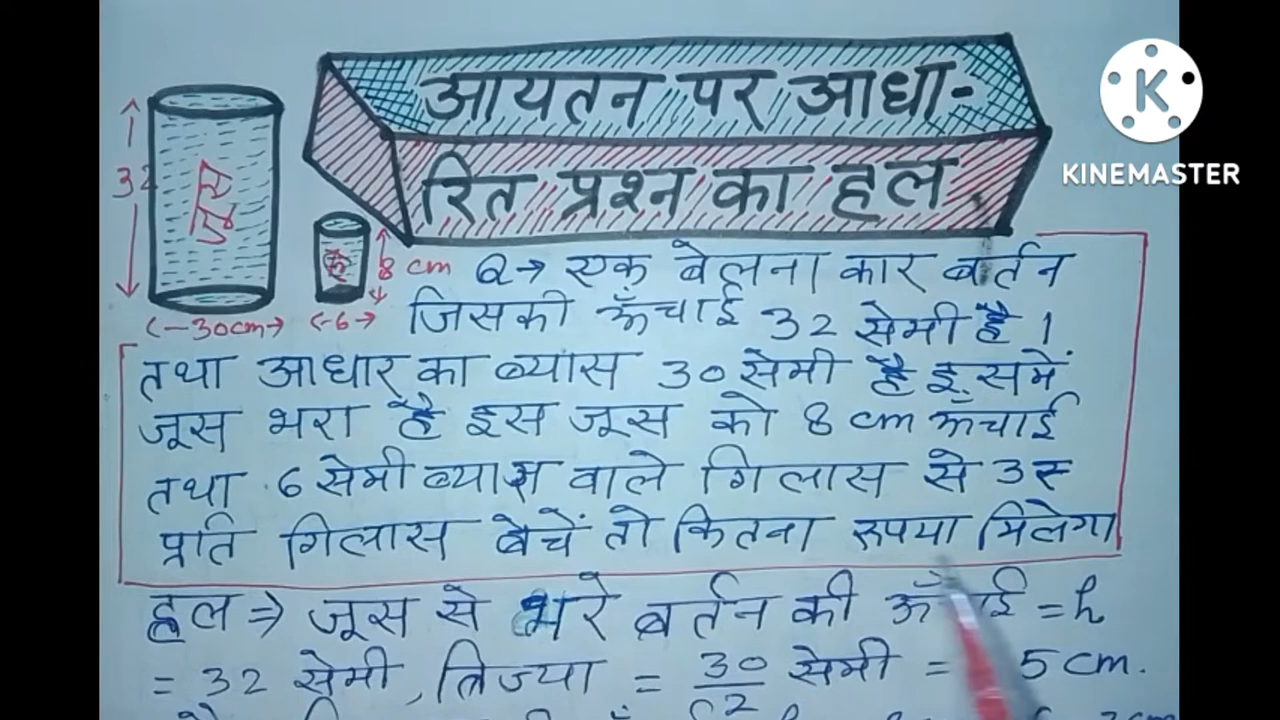 आयतन पर आधा-
रित प्रश्न का हल
KINEMASTER
32
8 cm
(-30cm→)
(-6→)
Q→ एक बेलना कार बर्तन
जिसकी ऊँचाई 32 सेमी है ।
तथा आधार का व्यास 30 सेमी है इसमें
जूस भरा है इस जूस को 8 cm ऊँचाई
तथा 6 सेमी व्यास वाले गिलास से 3रू
प्रति गिलास बेचें तो कितना रूपया मिलेगा
हल ⇒ जूस से भरे बर्तन की = h
= 32 सेमी, त्रिज्या = 30/2 सेमी = 5 cm.